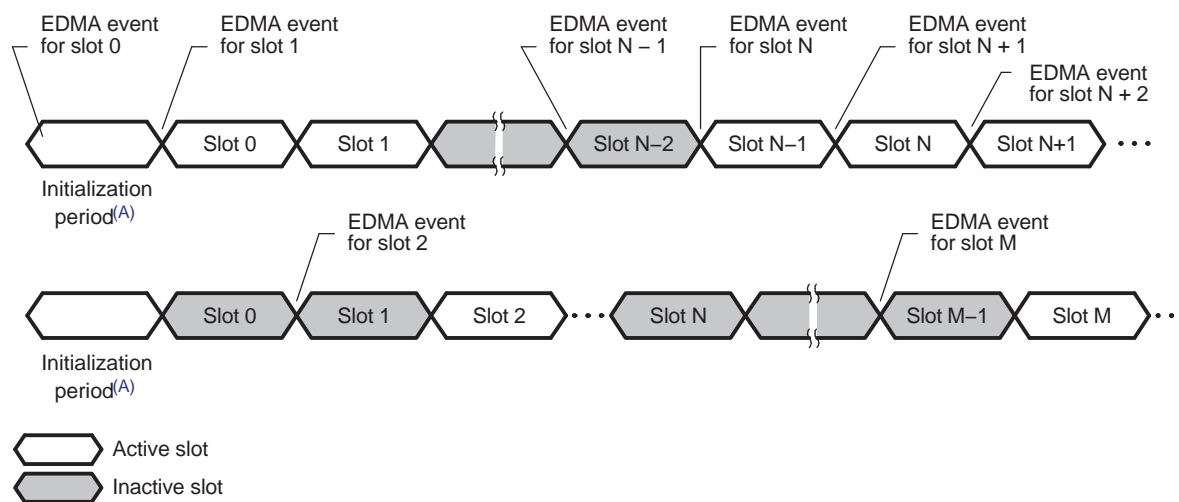 EDMA event
for slot 0
EDMA event
for slot 1
EDMA event
for slot N – 1
EDMA event
for slot N
EDMA event
for slot N + 1
EDMA event
for slot N + 2
Slot 0
Slot 1
Slot N–2
Slot N–1
Slot N
Slot N+1
Initialization
period(A)
EDMA event
for slot 2
EDMA event
for slot M
Slot 0
Slot 1
Slot 2
Slot N
Slot M–1
Slot M
Initialization
period(A)
Active slot
Inactive slot